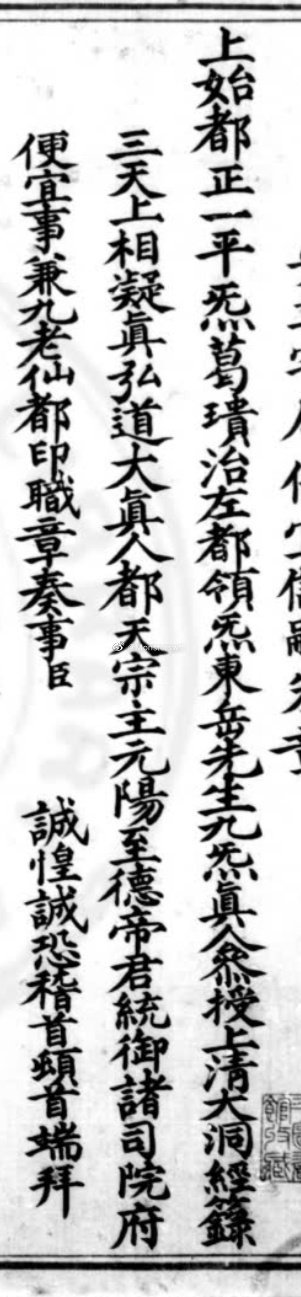 上始都正一平炁葛璝治左都領炁東岳先生九炁眞人叅授上清大洞經籙
三天上相凝眞弘道大眞人都天宗主元陽至德帝君統御諸司院府
便宜事兼九老仙都印職章奏事臣 誠惶誠恐稽首頓首端拜